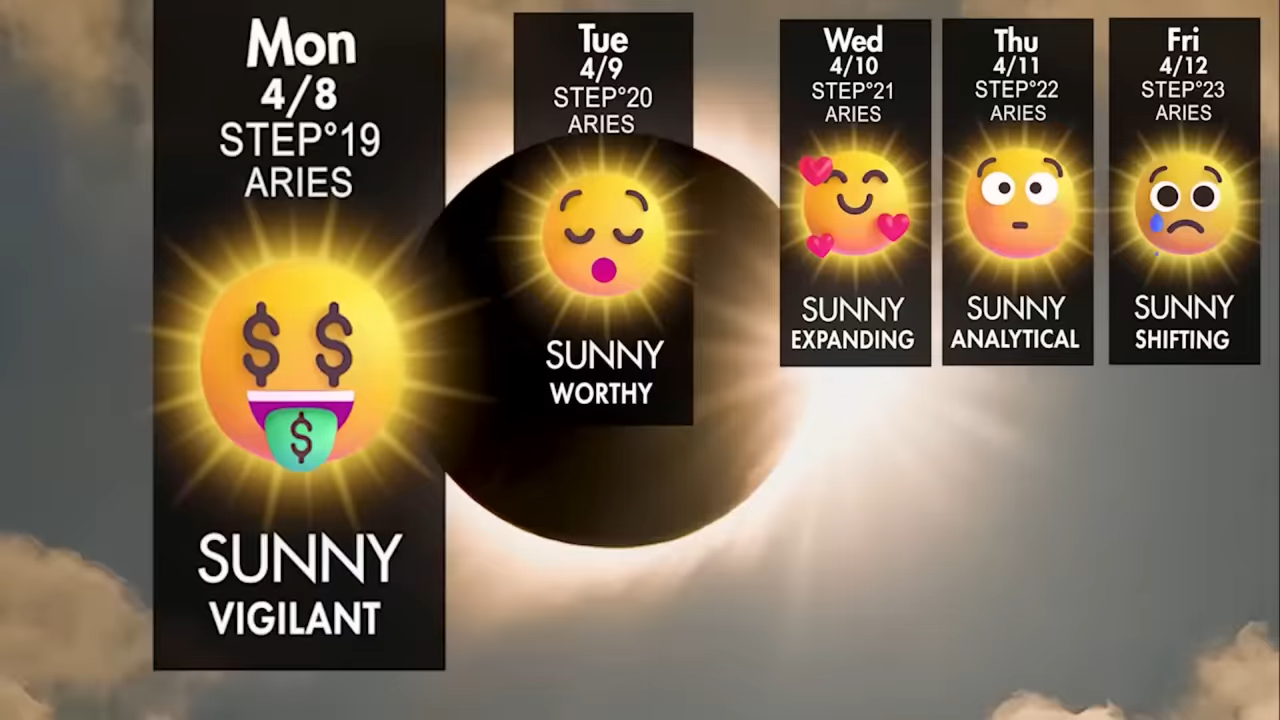 Mon
4/8
STEP°19
ARIES
SUNNY
VIGILANT
Tue
4/9
STEP°20
ARIES
SUNNY
WORTHY
Wed
4/10
STEP°21
ARIES
SUNNY
EXPANDING
Thu
4/11
STEP°22
ARIES
SUNNY
ANALYTICAL
Fri
4/12
STEP°23
ARIES
SUNNY
SHIFTING